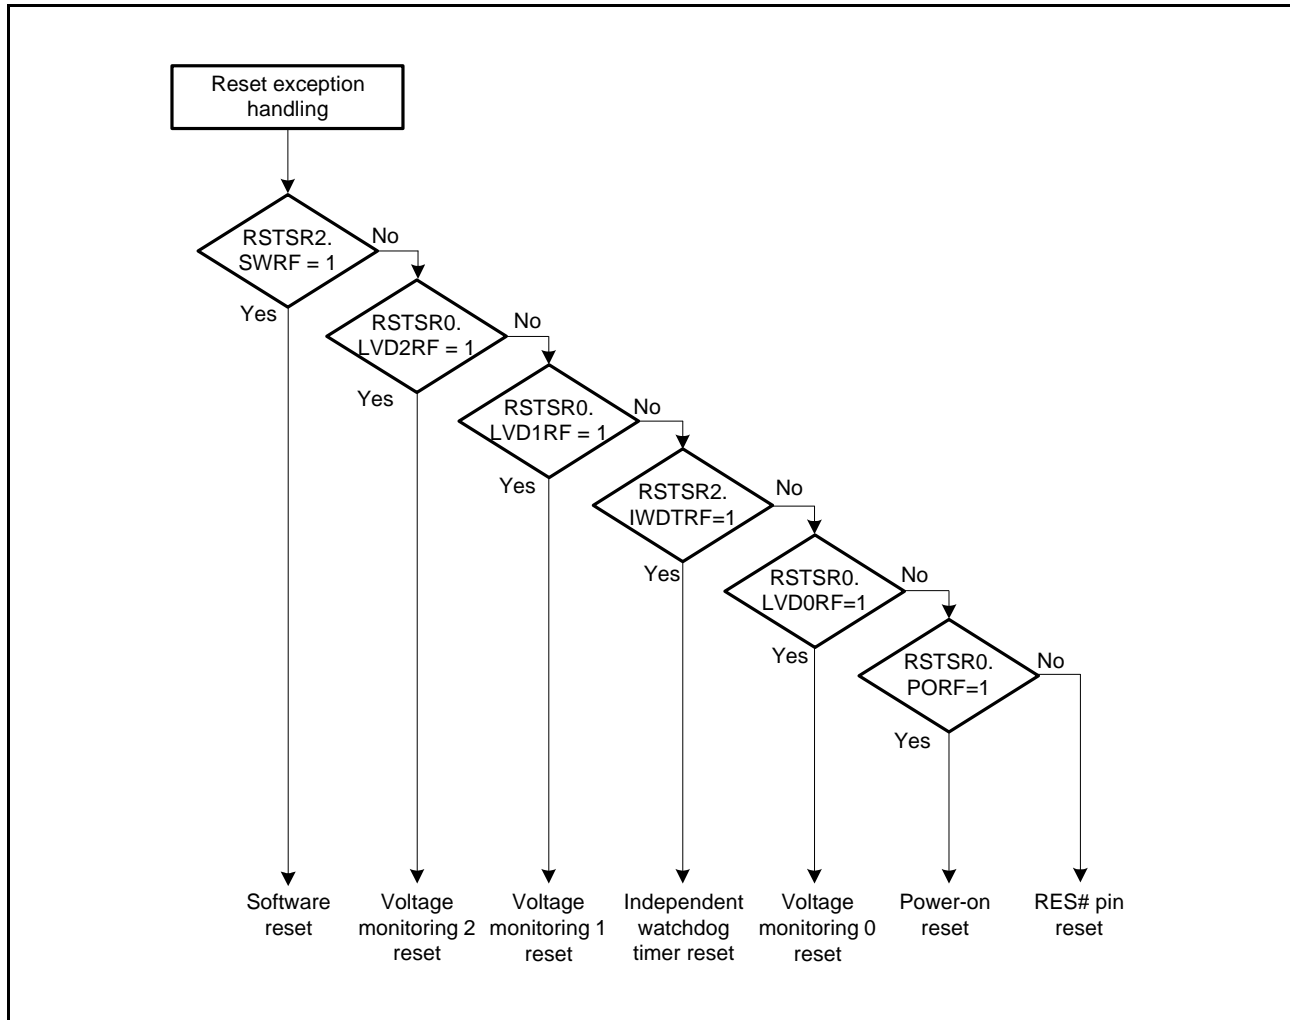 Reset exception
handling
RSTSR2.
SWRF = 1
No
Yes
RSTSR0.
LVD2RF = 1
No
Yes
RSTSR0.
LVD1RF = 1
No
Yes
RSTSR2.
IWDTRF=1
No
Yes
RSTSR0.
LVD0RF=1
No
Yes
RSTSR0.
PORF=1
No
Yes
Software
reset
Voltage
monitoring 2
reset
Voltage
monitoring 1
reset
Independent
watchdog
timer reset
Voltage
monitoring 0
reset
Power-on
reset
RES# pin
reset